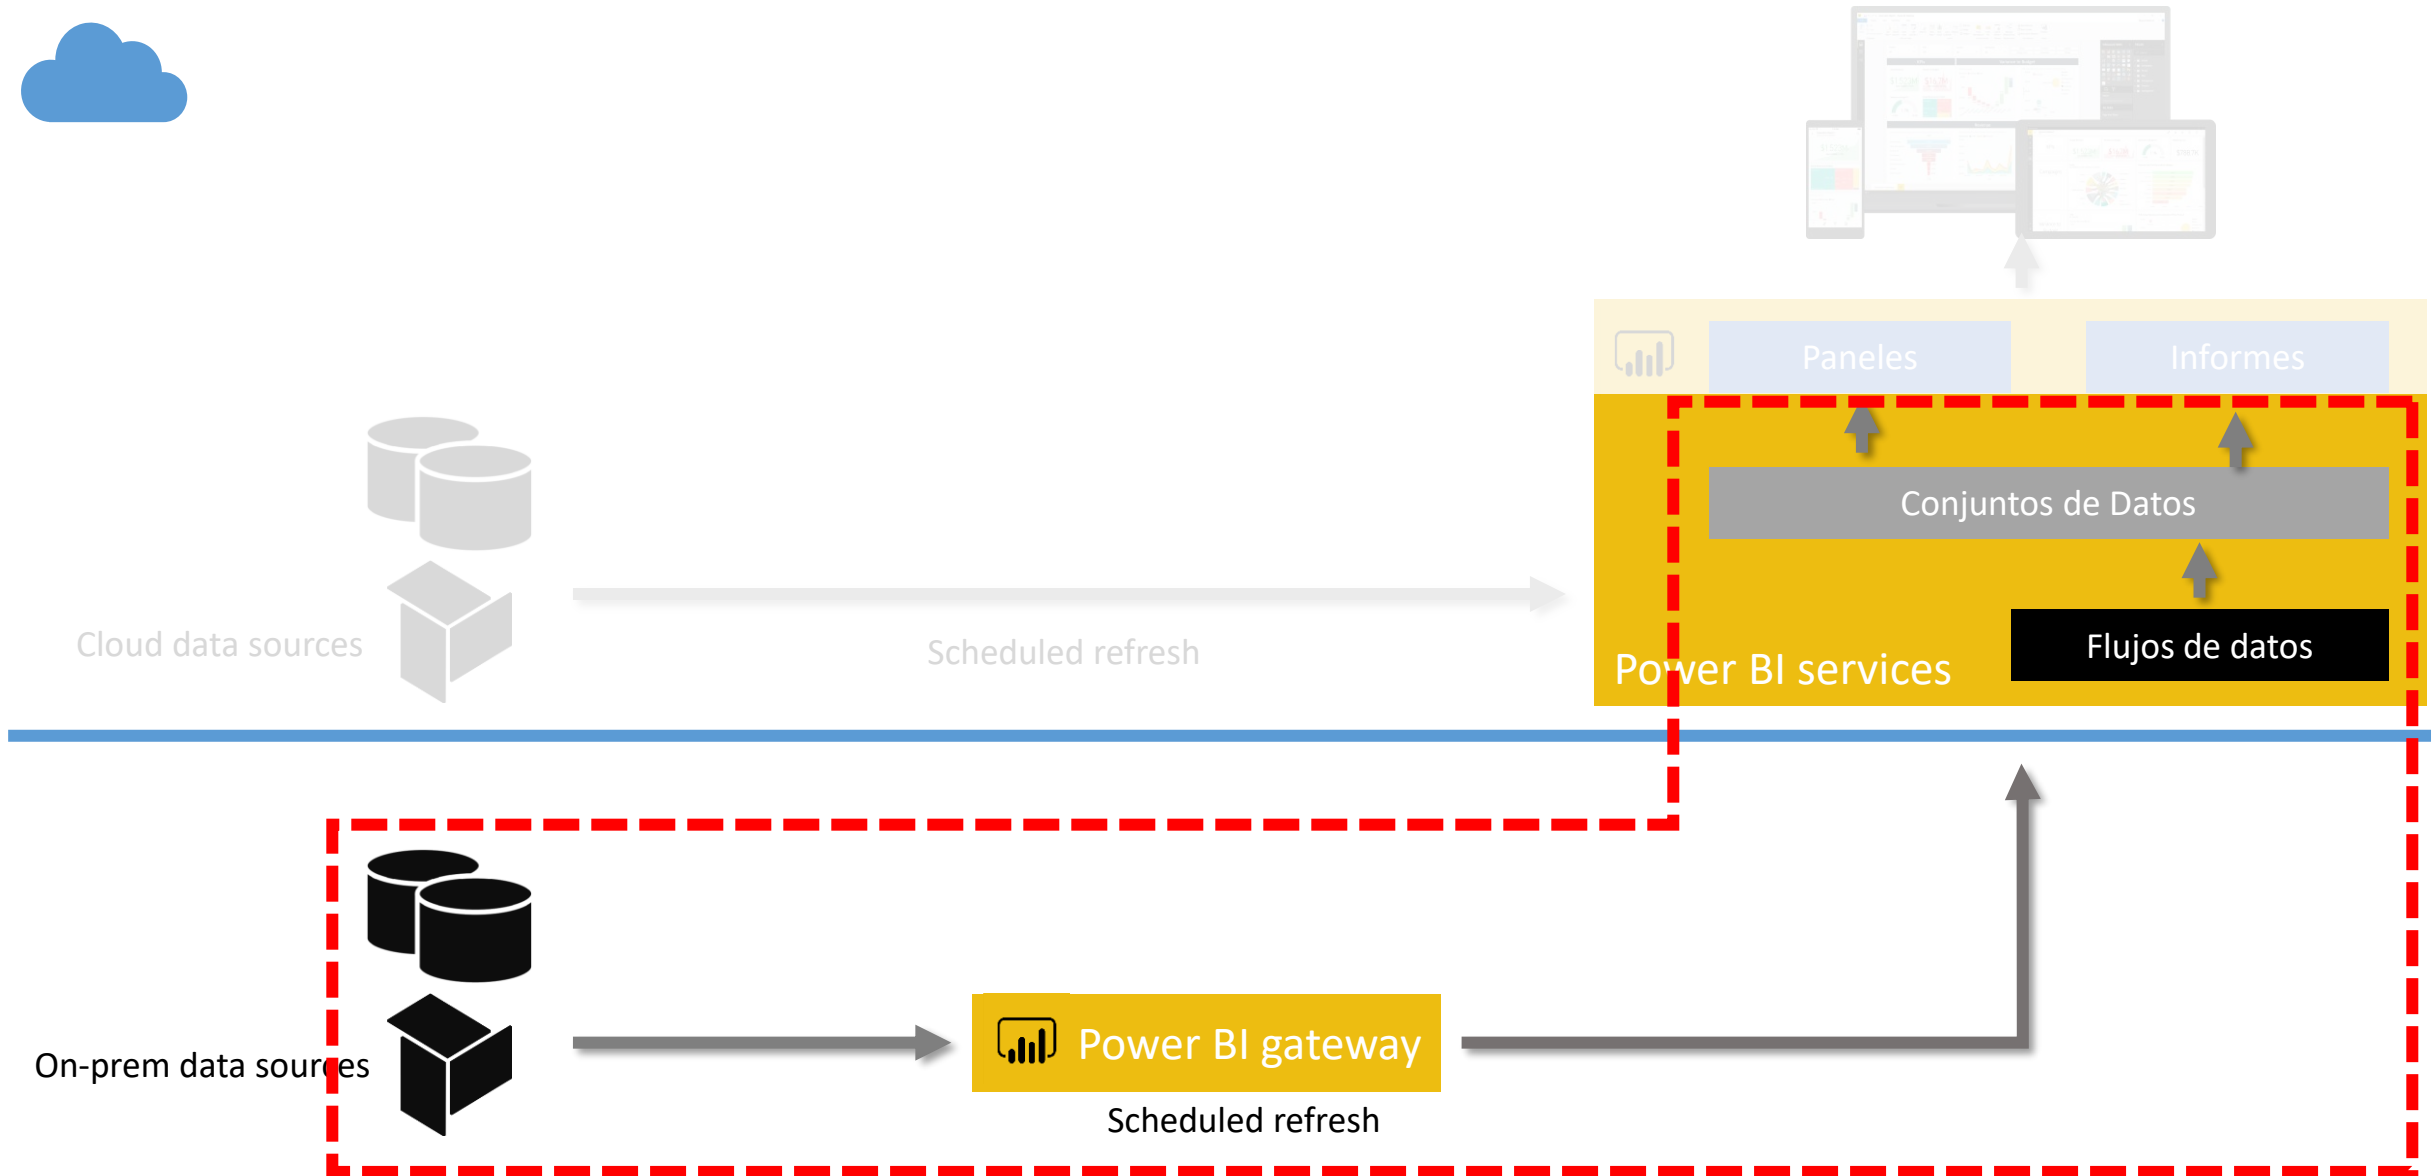 Paneles
Informes
Conjuntos de Datos
Flujos de datos
Power BI services
Cloud data sources
Scheduled refresh
On-prem data sources
Power BI gateway
Scheduled refresh